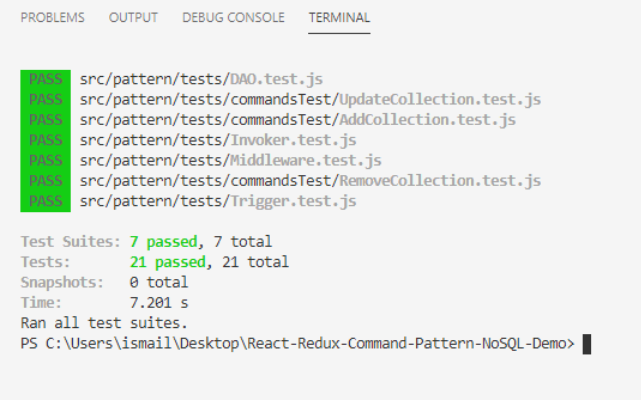 PROBLEMS OUTPUT DEBUG CONSOLE TERMINAL
PASS src/pattern/tests/DAO.test.js
PASS src/pattern/tests/commandsTest/UpdateCollection.test.js
PASS src/pattern/tests/commandsTest/AddCollection.test.js
PASS src/pattern/tests/Invoker.test.js
PASS src/pattern/tests/Middleware.test.js
PASS src/pattern/tests/commandsTest/RemoveCollection.test.js
PASS src/pattern/tests/Trigger.test.js
Test Suites: 7 passed, 7 total
Tests: 21 passed, 21 total
Snapshots: 0 total
Time: 7.201 s
Ran all test suites.
PS C:\Users\ismail\Desktop\React-Redux-Command-Pattern-NoSQL-Demo>